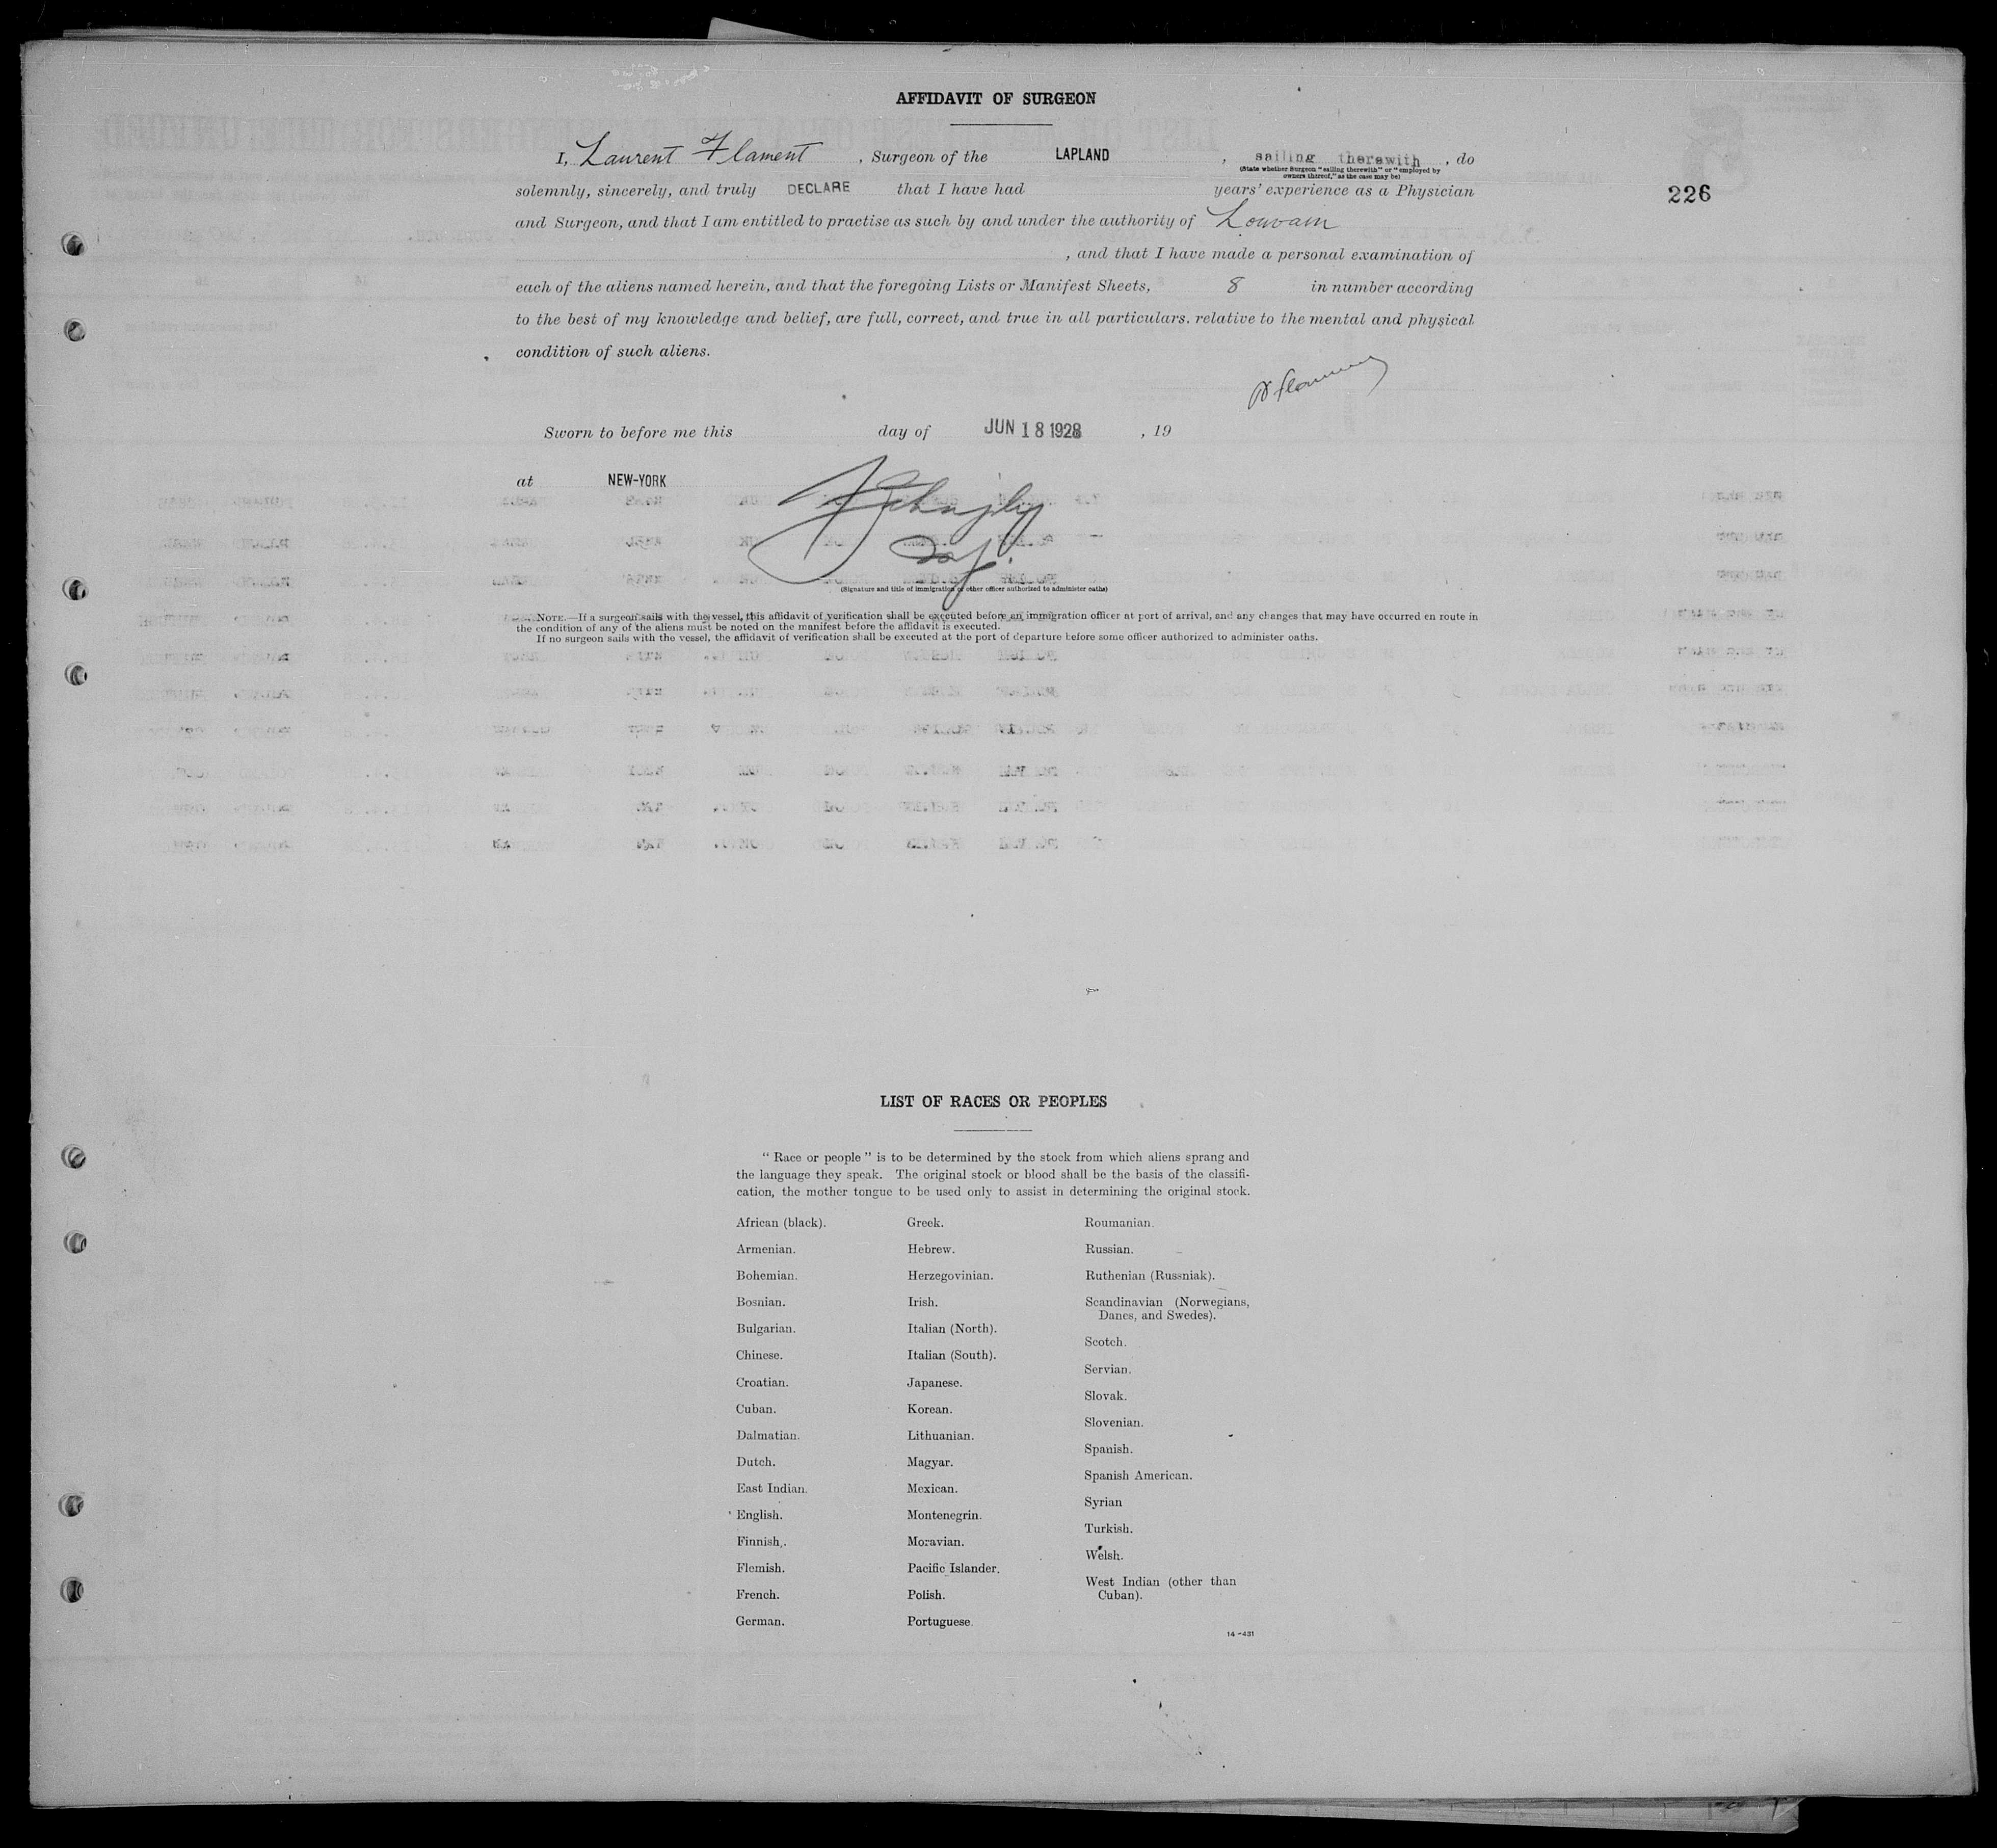 AFFIDAVIT OF SURGEON
I, Laurent Flament , Surgeon of the LAPLAND , sailing therewith , do
(State whether Surgeon "sailing therewith" or "employed by
owners thereof," as the case may be)
solemnly, sincerely, and truly DECLARE that I have had years' experience as a Physician
226
and Surgeon, and that I am entitled to practise as such by and under the authority of Louvain
, and that I have made a personal examination of
each of the aliens named herein, and that the foregoing Lists or Manifest Sheets, 8 in number according
to the best of my knowledge and belief, are full, correct, and true in all particulars. relative to the mental and physical
condition of such aliens.
Sworn to before me this day of JUN 18 1928 , 19
at NEW-YORK
(Signature and title of immigration or other officer authorized to administer oaths)
NOTE.—If a surgeon sails with the vessel, this affidavit of verification shall be executed before an immigration officer at port of arrival, and any changes that may have occurred en route in
the condition of any of the aliens must be noted on the manifest before the affidavit is executed.
If no surgeon sails with the vessel, the affidavit of verification shall be executed at the port of departure before some officer authorized to administer oaths.
LIST OF RACES OR PEOPLES
"Race or people" is to be determined by the stock from which aliens sprang and
the language they speak. The original stock or blood shall be the basis of the classifi-
cation, the mother tongue to be used only to assist in determining the original stock.
African (black).
Armenian.
Bohemian.
Bosnian.
Bulgarian.
Chinese.
Croatian.
Cuban.
Dalmatian.
Dutch.
East Indian.
English.
Finnish.
Flemish.
French.
German.
Greek.
Hebrew.
Herzegovinian.
Irish.
Italian (North).
Italian (South).
Japanese.
Korean.
Lithuanian.
Magyar.
Mexican.
Montenegrin.
Moravian.
Pacific Islander.
Polish.
Portuguese.
Roumanian.
Russian.
Ruthenian (Russniak).
Scandinavian (Norwegians,
Danes, and Swedes).
Scotch.
Servian.
Slovak.
Slovenian.
Spanish.
Spanish American.
Syrian
Turkish.
Welsh.
West Indian (other than
Cuban).
14-431